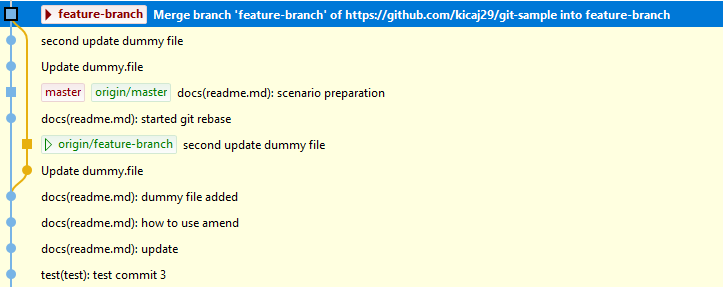 feature-branch Merge branch 'feature-branch' of https://github.com/kicaj29/git-sample into feature-branch
second update dummy file
Update dummy.file
master origin/master docs(readme.md): scenario preparation
docs(readme.md): started git rebase
origin/feature-branch second update dummy file
Update dummy.file
docs(readme.md): dummy file added
docs(readme.md): how to use amend
docs(readme.md): update
test(test): test commit 3